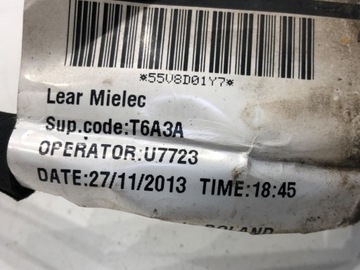 *55V8D01Y7*
Lear Mielec
Sup.code:T6A3A
OPERATOR:U7723
DATE:27/11/2013 TIME:18:45